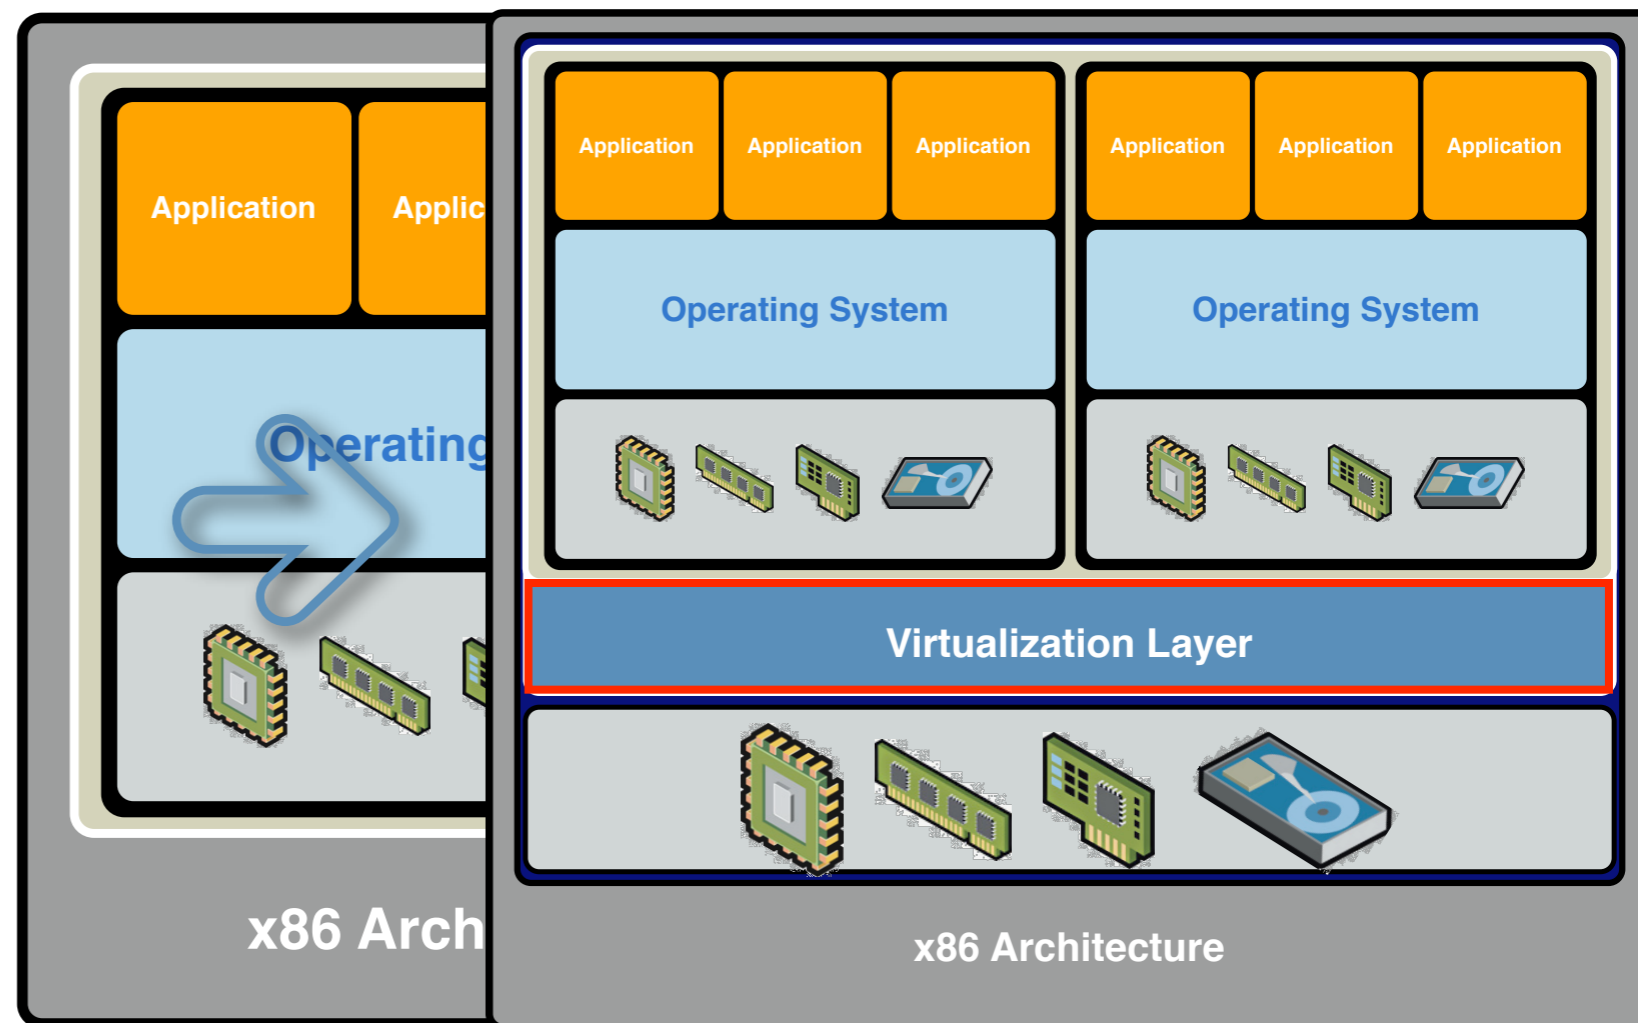 Application
Applic
Operating
x86 Arch
Application Application Application Application Application Application
Operating System Operating System
Virtualization Layer
x86 Architecture